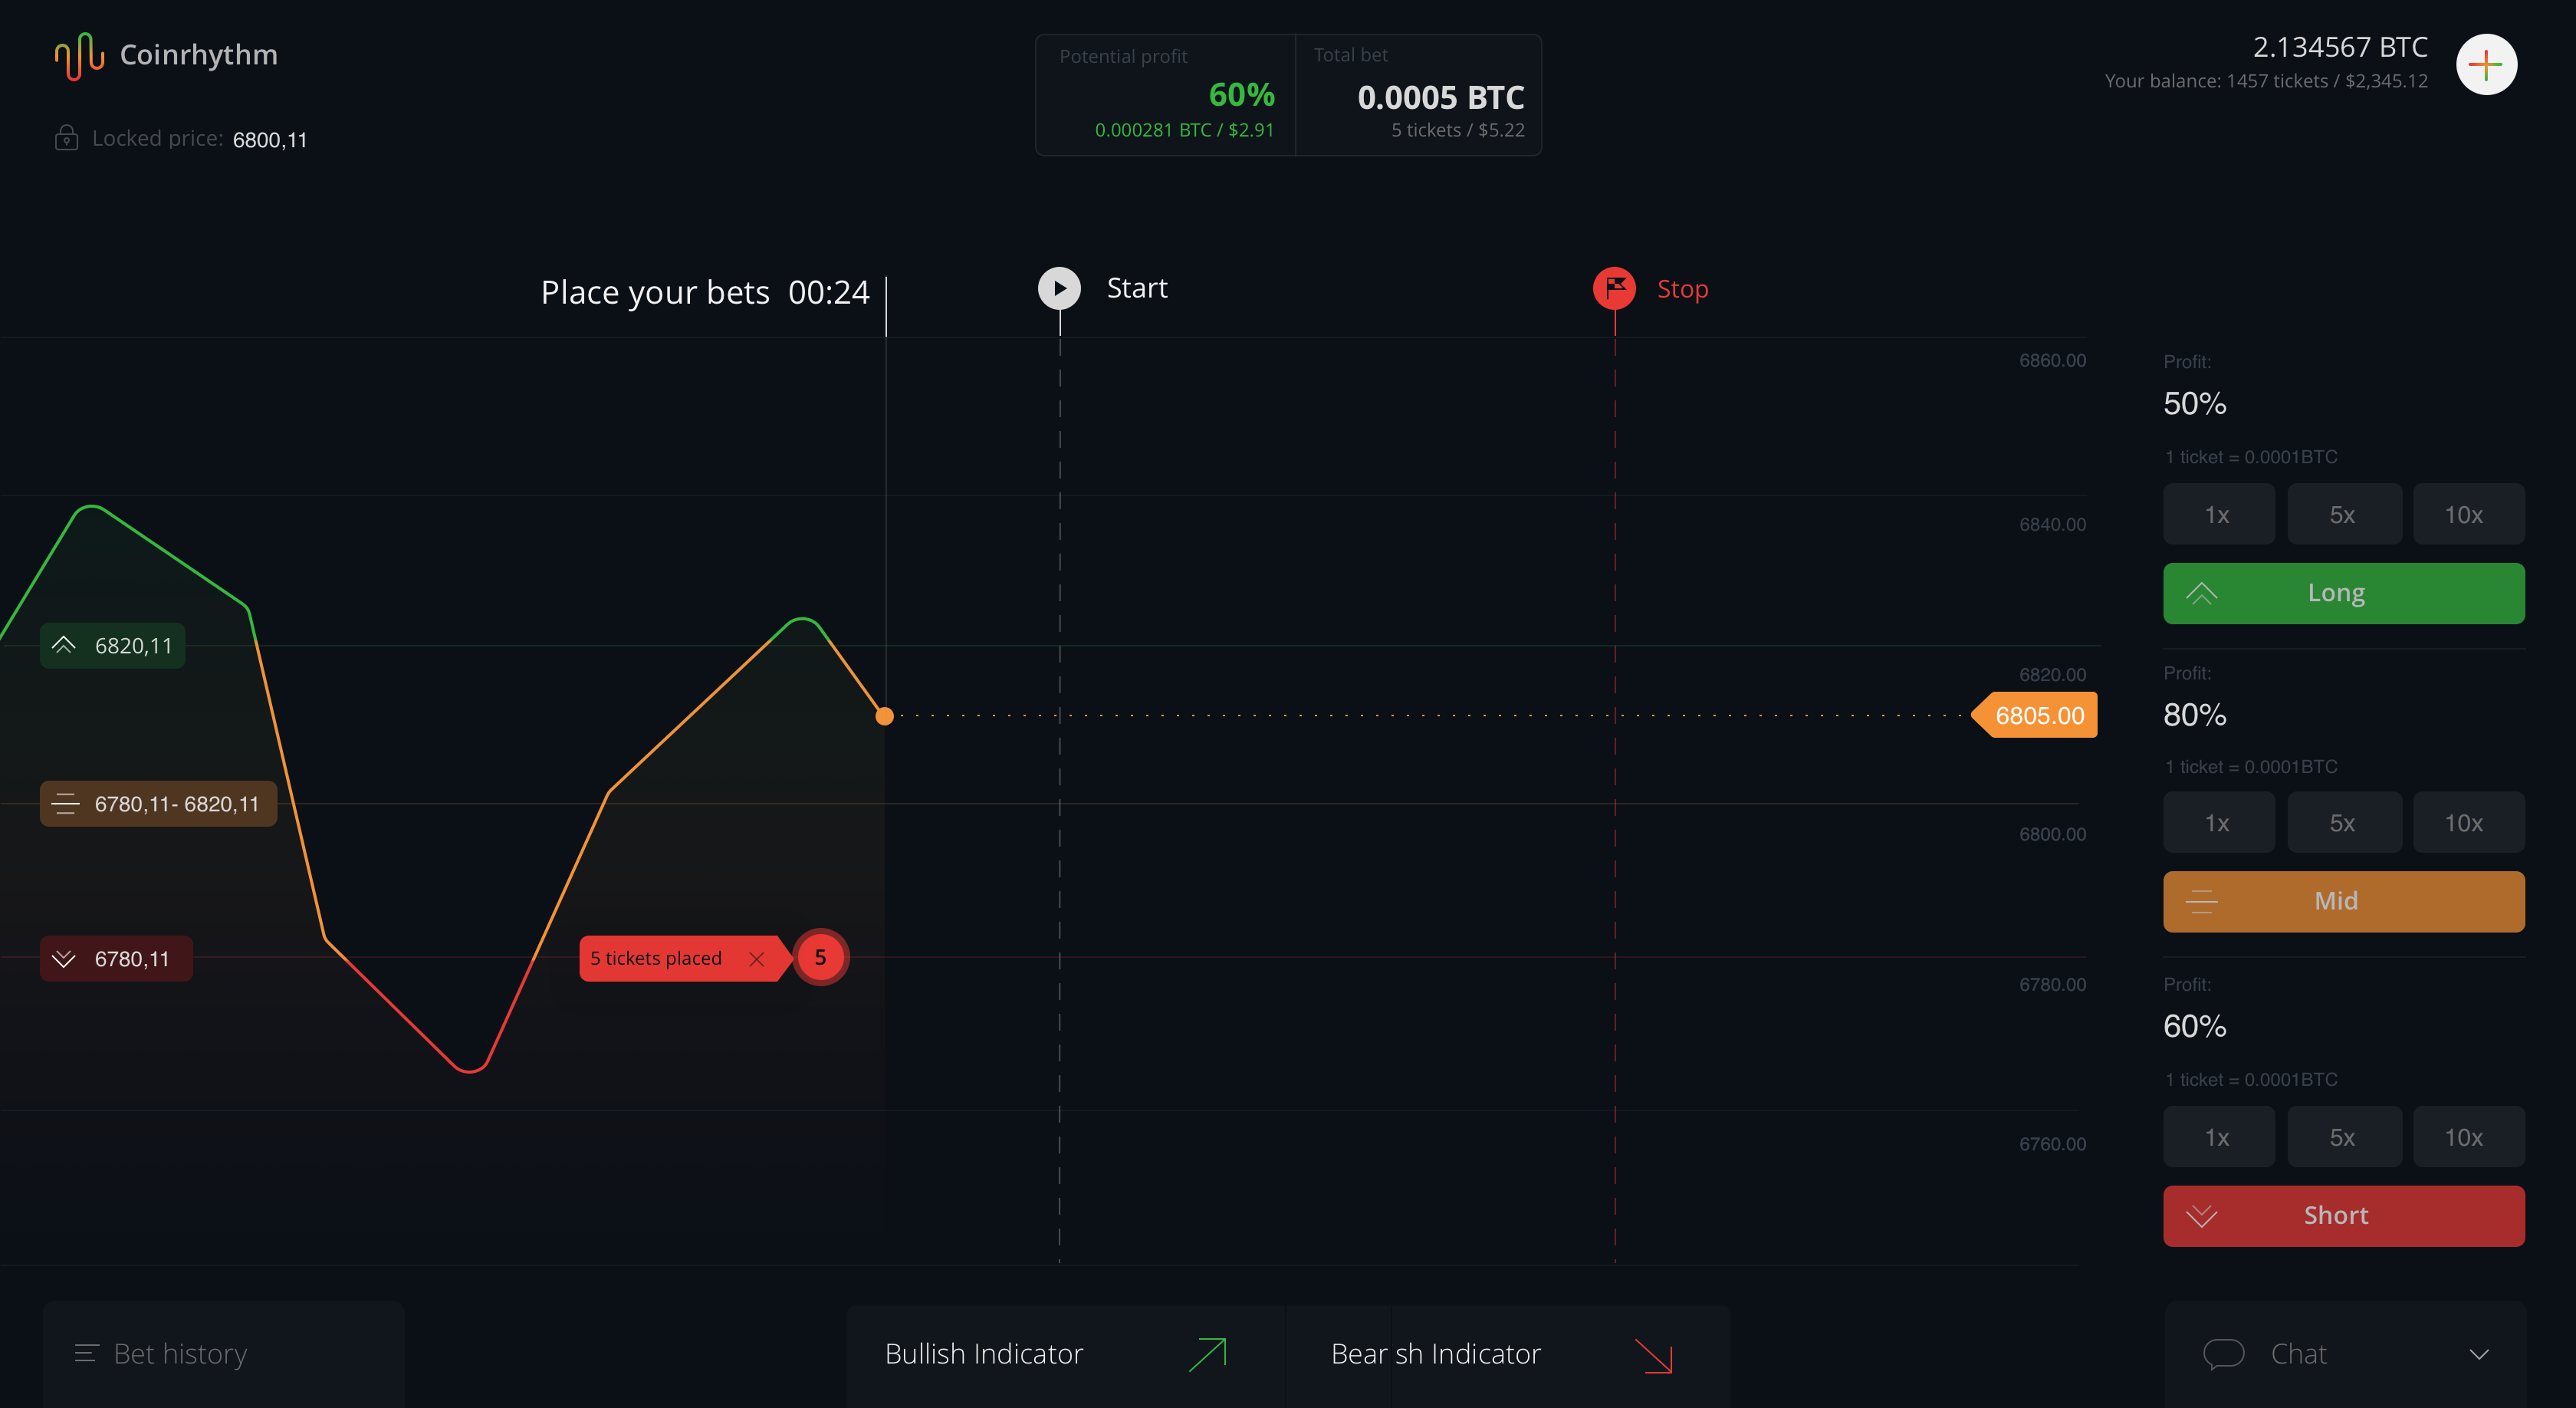 Coinrhythm
Locked price: 6800,11
Potential profit
60%
0.000281 BTC / $2.91
Total bet
0.0005 BTC
5 tickets / $5.22
2.134567 BTC
Your balance: 1457 tickets / $2,345.12
Place your bets 00:24
Start
Stop
6860.00
6840.00
6820,11
6820.00
6805.00
6780,11- 6820,11
6800.00
6780,11
5 tickets placed
5
6780.00
6760.00
Profit:
50%
1 ticket = 0.0001BTC
1x 5x 10x
Long
Profit:
80%
1 ticket = 0.0001BTC
1x 5x 10x
Mid
Profit:
60%
1 ticket = 0.0001BTC
1x 5x 10x
Short
Bet history
Bullish Indicator
Bear sh Indicator
Chat